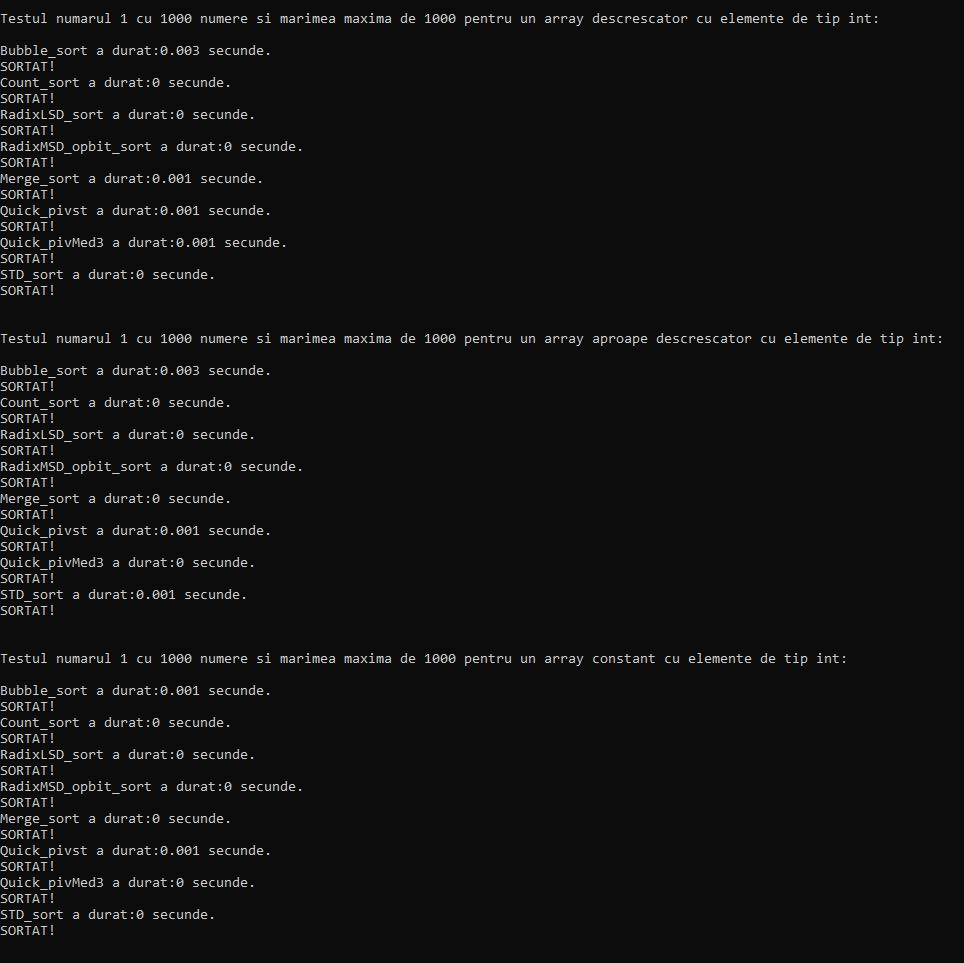 Testul numarul 1 cu 1000 numere si marimea maxima de 1000 pentru un array descrescator cu elemente de tip int:
Bubble_sort a durat:0.003 secunde.
SORTAT!
Count_sort a durat:0 secunde.
SORTAT!
RadixLSD_sort a durat:0 secunde.
SORTAT!
RadixMSD_opbit_sort a durat:0 secunde.
SORTAT!
Merge_sort a durat:0.001 secunde.
SORTAT!
Quick_pivst a durat:0.001 secunde.
SORTAT!
Quick_pivMed3 a durat:0.001 secunde.
SORTAT!
STD_sort a durat:0 secunde.
SORTAT!
Testul numarul 1 cu 1000 numere si marimea maxima de 1000 pentru un array aproape descrescator cu elemente de tip int:
Bubble_sort a durat:0.003 secunde.
SORTAT!
Count_sort a durat:0 secunde.
SORTAT!
RadixLSD_sort a durat:0 secunde.
SORTAT!
RadixMSD_opbit_sort a durat:0 secunde.
SORTAT!
Merge_sort a durat:0 secunde.
SORTAT!
Quick_pivst a durat:0.001 secunde.
SORTAT!
Quick_pivMed3 a durat:0 secunde.
SORTAT!
STD_sort a durat:0.001 secunde.
SORTAT!
Testul numarul 1 cu 1000 numere si marimea maxima de 1000 pentru un array constant cu elemente de tip int:
Bubble_sort a durat:0.001 secunde.
SORTAT!
Count_sort a durat:0 secunde.
SORTAT!
RadixLSD_sort a durat:0 secunde.
SORTAT!
RadixMSD_opbit_sort a durat:0 secunde.
SORTAT!
Merge_sort a durat:0 secunde.
SORTAT!
Quick_pivst a durat:0.001 secunde.
SORTAT!
Quick_pivMed3 a durat:0 secunde.
SORTAT!
STD_sort a durat:0 secunde.
SORTAT!